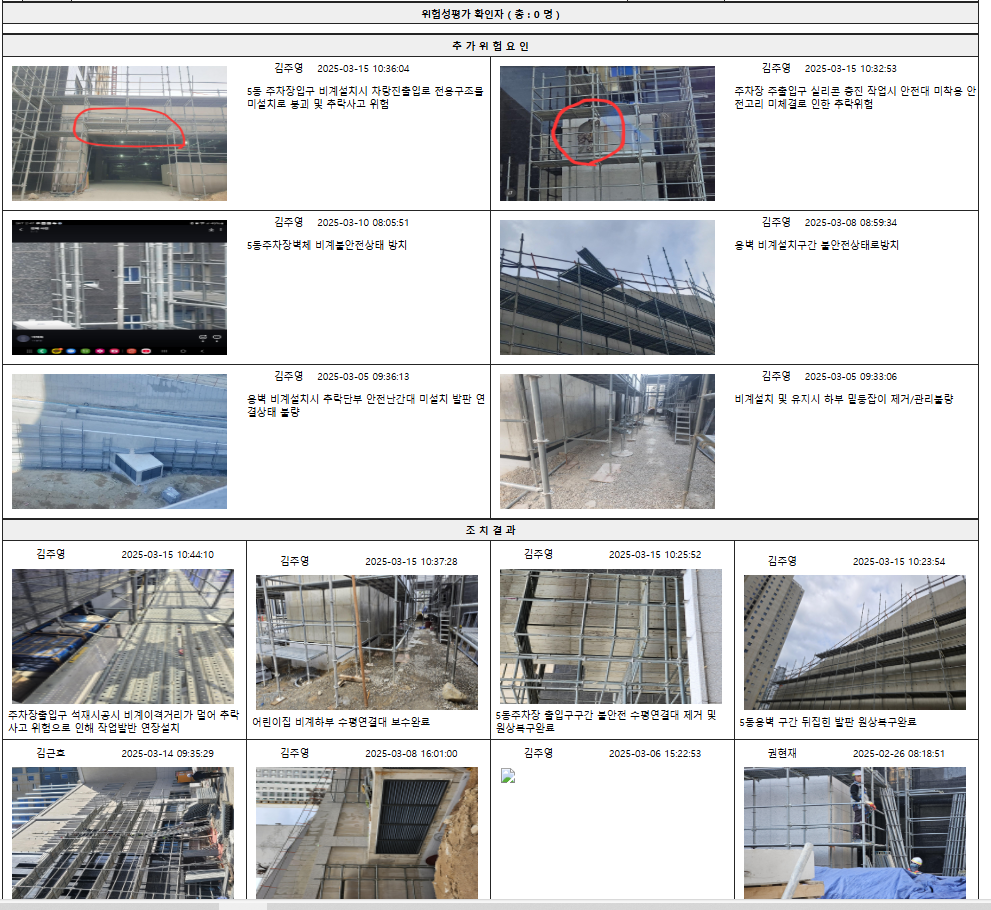 위험성평가 확인자 ( 총 : 0 명 )
추 가 위 험 요 인
김주영 2025-03-15 10:36:04
5동 주차장입구 비계설치시 차량진출입로 전용구조틀
미설치로 붕괴 및 추락사고 위험
김주영 2025-03-15 10:32:53
주차장 주출입구 실리콘 충진 작업시 안전대 미착용 안
전고리 미체결로 인한 추락위험
김주영 2025-03-10 08:05:51
5동주차장벽체 비계불안전상태 방치
김주영 2025-03-08 08:59:34
옹벽 비계설치구간 불안전상태로방치
김주영 2025-03-05 09:36:13
옹벽 비계설치시 추락단부 안전난간대 미설치 발판 연
결상태 불량
김주영 2025-03-05 09:33:06
비계설치 및 유지시 하부 밑둥잡이 제거/관리불량
조 치 결 과
김주영 2025-03-15 10:44:10
주차장출입구 석재시공시 비계이격거리가 멀어 추락
사고 위험으로 인해 작업발반 연장설치
김주영 2025-03-15 10:37:28
어린이집 비계하부 수평연결대 보수완료
김주영 2025-03-15 10:25:52
5동주차장 출입구구간 불안전 수평연결대 제거 및
원상복구완료
김주영 2025-03-15 10:23:54
5동옹벽 구간 뒤집힌 발판 원상복구완료
김근호 2025-03-14 09:35:29
김주영 2025-03-08 16:01:00
김주영 2025-03-06 15:22:53
권현재 2025-02-26 08:18:51